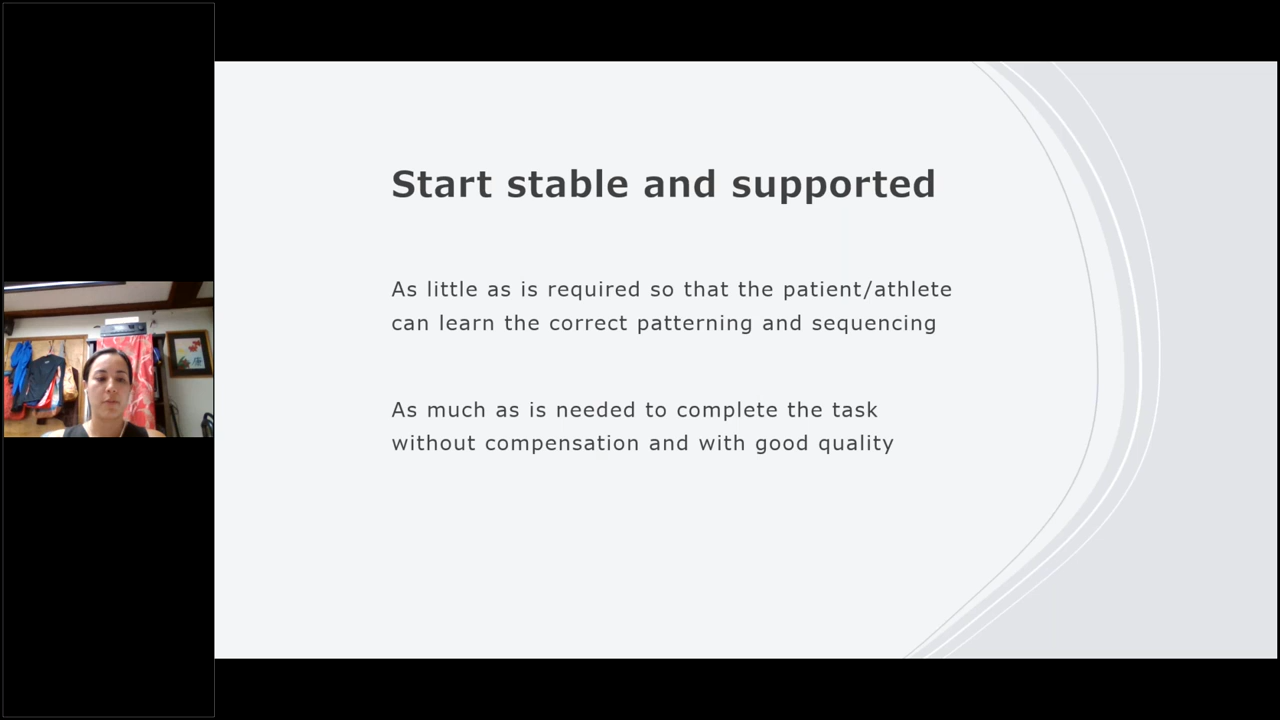 Start stable and supported
As little as is required so that the patient/athlete
can learn the correct patterning and sequencing
As much as is needed to complete the task
without compensation and with good quality